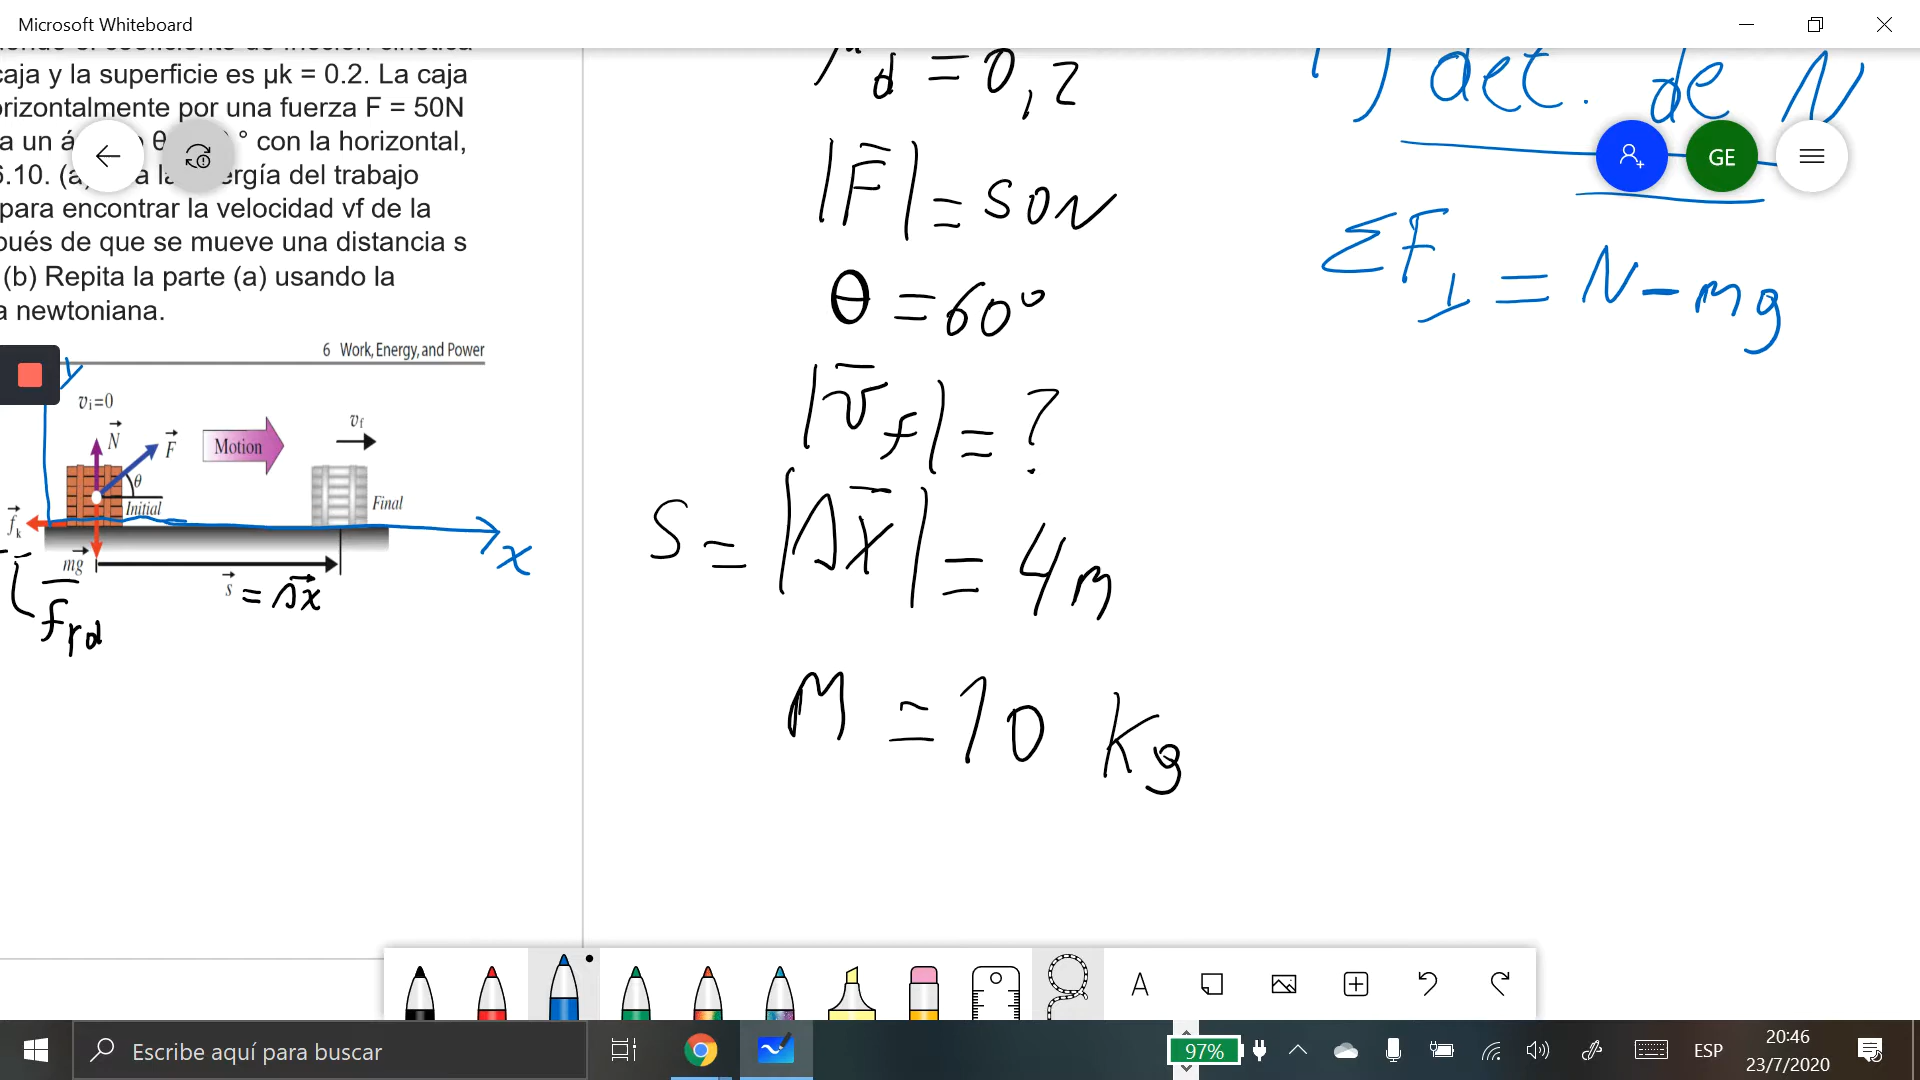 Microsoft Whiteboard
caja y la superficie es μk = 0.2. La caja
orizontalmente por una fuerza F = 50N
a un á θ ° con la horizontal,
6.10. (a) a la ergía del trabajo
para encontrar la velocidad vf de la
pués de que se mueve una distancia s
(b) Repita la parte (a) usando la
a newtoniana.
6 Work, Energy, and Power
y
vi=0
N
F
θ
Motion
vf
Initial
Final
fk
mg
s = Δx
x
frd
μd = 0,2
|F| = 50N
θ = 60°
|vf| = ?
S = |Δx| = 4m
M = 10 Kg
1) det. de N
GE
ΣF⊥ = N - mg
A
Escribe aquí para buscar
97%
ESP
20:46
23/7/2020